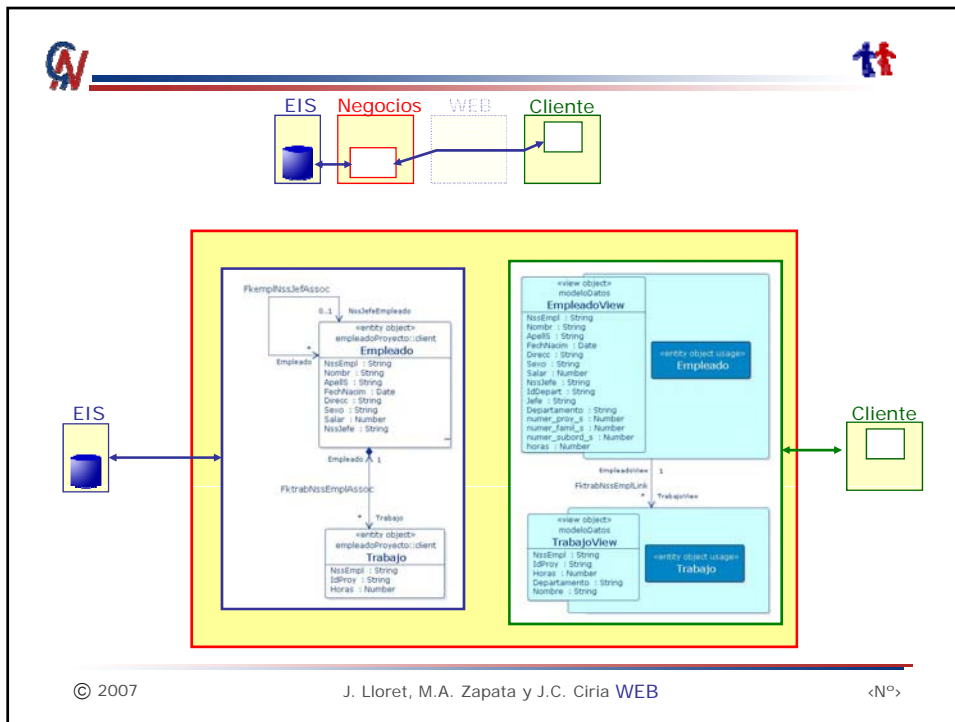 EIS
Negocios
WEB
Cliente
FkemplNssJefAssoc
0..1
NssJefeEmpleado
*
Empleado
«entity object»
empleadoProyecto::client
Empleado
NssEmpl : String
Nombr : String
ApellS : String
FechNacim : Date
Direcc : String
Sexo : String
Salar : Number
NssJefe : String
Empleado
1
FktrabNssEmplAssoc
*
Trabajo
«entity object»
empleadoProyecto::client
Trabajo
NssEmpl : String
IdProy : String
Horas : Number
«view object»
modeloDatos
EmpleadoView
NssEmpl : String
Nombr : String
ApellS : String
FechNacim : Date
Direcc : String
Sexo : String
Salar : Number
NssJefe : String
IdDepart : String
Jefe : String
Departamento : String
numer_proy_s : Number
numer_famil_s : Number
numer_subord_s : Number
horas : Number
«entity object usage»
Empleado
EmpleadoView
1
FktrabNssEmplLink
*
TrabajoView
«view object»
modeloDatos
TrabajoView
NssEmpl : String
IdProy : String
Horas : Number
Departamento : String
Nombre : String
«entity object usage»
Trabajo
EIS
Cliente
© 2007
J. Lloret, M.A. Zapata y J.C. Ciria WEB
‹Nº›